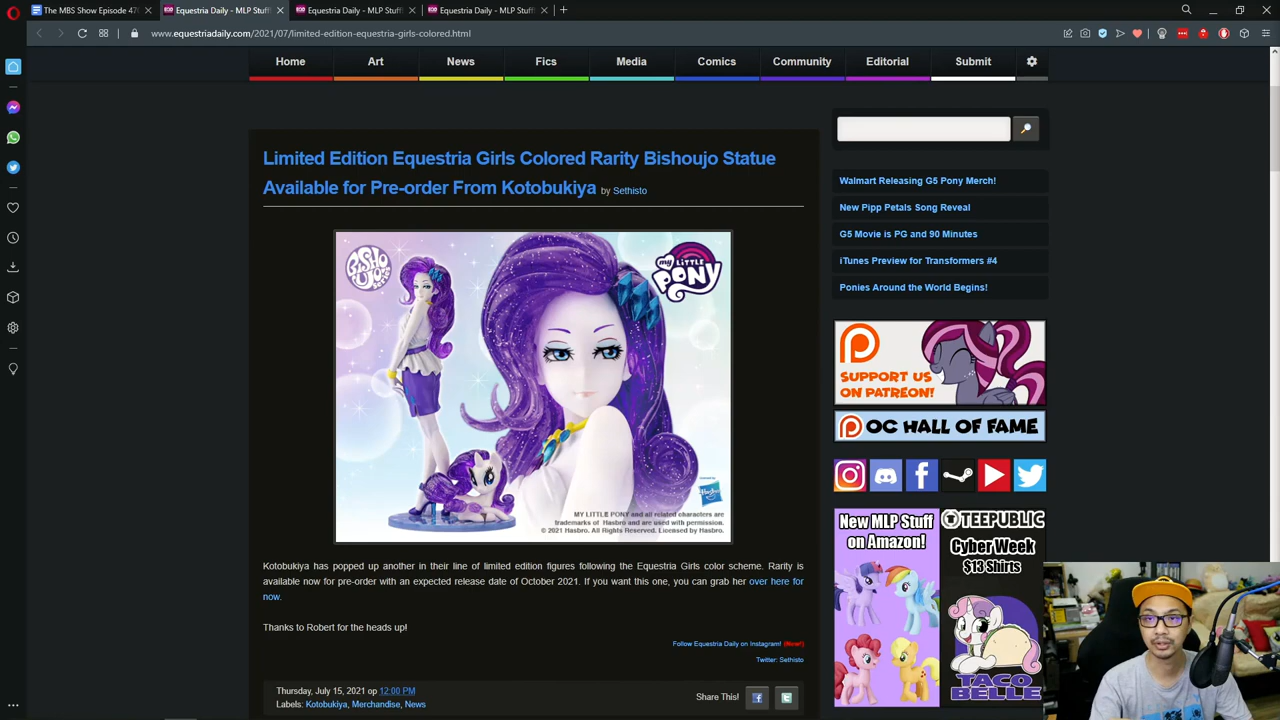 The MBS Show Episode 470
Equestria Daily - MLP Stuff!
Equestria Daily - MLP Stuff!
Equestria Daily - MLP Stuff!
www.equestriadaily.com/2021/07/limited-edition-equestria-girls-colored.html
Home
Art
News
Fics
Media
Comics
Community
Editorial
Submit
Limited Edition Equestria Girls Colored Rarity Bishoujo Statue
Available for Pre-order From Kotobukiya by Sethisto
BISHOUJO
my LITTLE
PONY
Hasbro
MY LITTLE PONY and all related characters are
trademarks of Hasbro and are used with permission.
© 2021 Hasbro. All Rights Reserved. Licensed by Hasbro.
Kotobukiya has popped up another in their line of limited edition figures following the Equestria Girls color scheme. Rarity is
available now for pre-order with an expected release date of October 2021. If you want this one, you can grab her over here for
now.
Thanks to Robert for the heads up!
Follow Equestria Daily on Instagram! (New!)
Twitter: Sethisto
Thursday, July 15, 2021 op 12:00 PM
Labels: Kotobukiya, Merchandise, News
Share This!
Walmart Releasing G5 Pony Merch!
New Pipp Petals Song Reveal
G5 Movie is PG and 90 Minutes
iTunes Preview for Transformers #4
Ponies Around the World Begins!
SUPPORT US
ON PATREON!
OC HALL OF FAME
New MLP Stuff
on Amazon!
TEEPUBLIC
Cyber Week
$13 Shirts
TACO
BELLE